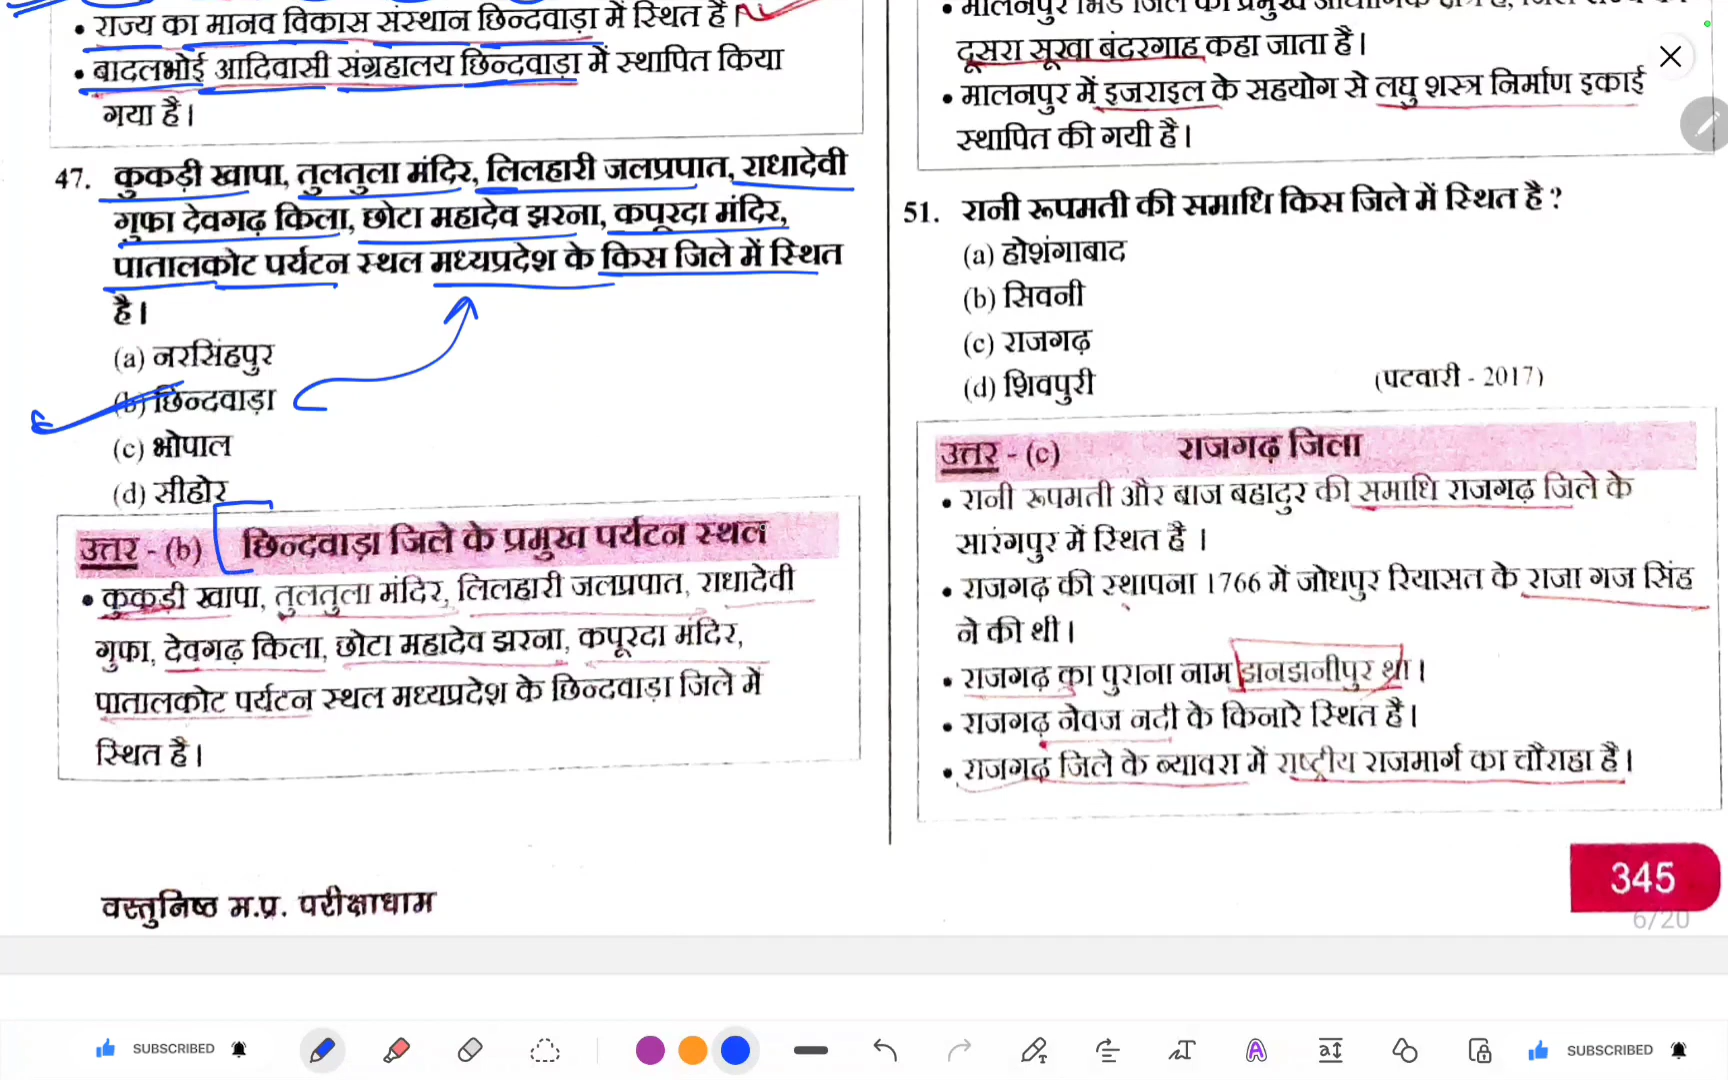 • राज्य का मानव विकास संस्थान छिन्दवाड़ा में स्थित है।
• बादलभोई आदिवासी संग्रहालय छिन्दवाड़ा में स्थापित किया
गया है।
47. कुकड़ी खापा, तुलतुला मंदिर, लिलहारी जलप्रपात, राधादेवी
गुफा देवगढ़ किला, छोटा महादेव झरना, कपूरदा मंदिर,
पातालकोट पर्यटन स्थल मध्यप्रदेश के किस जिले में स्थित
है।
(a) नरसिंहपुर
(b) छिन्दवाड़ा
(c) भोपाल
(d) सीहोर
उत्तर - (b) छिन्दवाड़ा जिले के प्रमुख पर्यटन स्थल
• कुकड़ी खापा, तुलतुला मंदिर, लिलहारी जलप्रपात, राधादेवी
गुफा, देवगढ़ किला, छोटा महादेव झरना, कपूरदा मंदिर,
पातालकोट पर्यटन स्थल मध्यप्रदेश के छिन्दवाड़ा जिले में
स्थित है।
• मालनपुर भिंड जिले का प्रमुख औद्योगिक
दूसरा सूखा बंदरगाह कहा जाता है।
• मालनपुर में इजराइल के सहयोग से लघु शस्त्र निर्माण इकाई
स्थापित की गयी है।
51. रानी रूपमती की समाधि किस जिले में स्थित है ?
(a) होशंगाबाद
(b) सिवनी
(c) राजगढ़
(d) शिवपुरी
(पटवारी - 2017)
उत्तर - (c) राजगढ़ जिला
• रानी रूपमती और बाज बहादुर की समाधि राजगढ़ जिले के
सारंगपुर में स्थित है ।
• राजगढ़ की स्थापना 1766 में जोधपुर रियासत के राजा गज सिंह
ने की थी।
• राजगढ़ का पुराना नाम झनझनीपुर था।
• राजगढ़ नेवज नदी के किनारे स्थित है।
• राजगढ़ जिले के ब्यावरा में राष्ट्रीय राजमार्ग का चौराहा है।
345
6/20
वस्तुनिष्ठ म.प्र. परीक्षाधाम
SUBSCRIBED
SUBSCRIBED